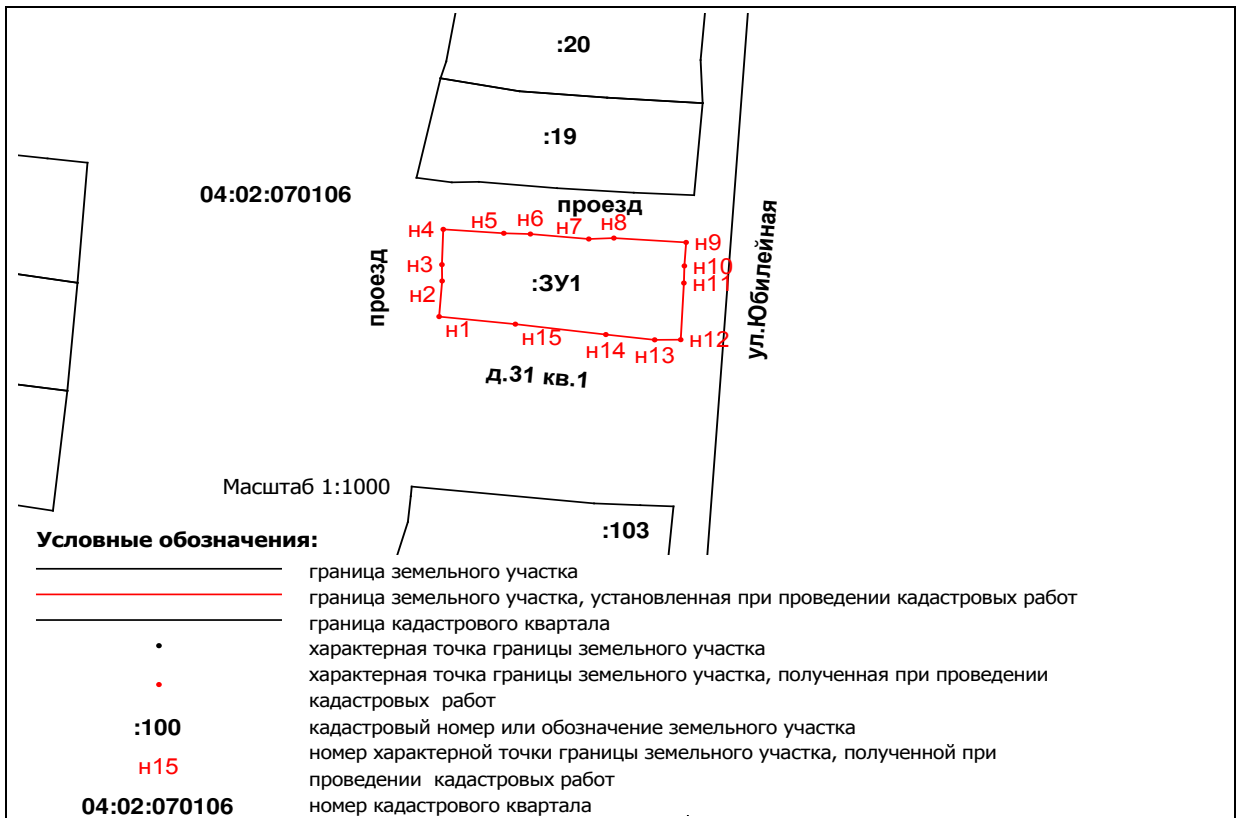 :20
:19
04:02:070106
проезд
н4
н5
н6
н7
н8
н9
н3
н10
проезд
:ЗУ1
н11
н2
ул.Юбилейная
н1
н15
н14
н13
н12
д.31 кв.1
Масштаб 1:1000
:103
Условные обозначения:
граница земельного участка
граница земельного участка, установленная при проведении кадастровых работ
граница кадастрового квартала
характерная точка границы земельного участка
характерная точка границы земельного участка, полученная при проведении
кадастровых работ
:100
кадастровый номер или обозначение земельного участка
н15
номер характерной точки границы земельного участка, полученной при
проведении кадастровых работ
04:02:070106
номер кадастрового квартала